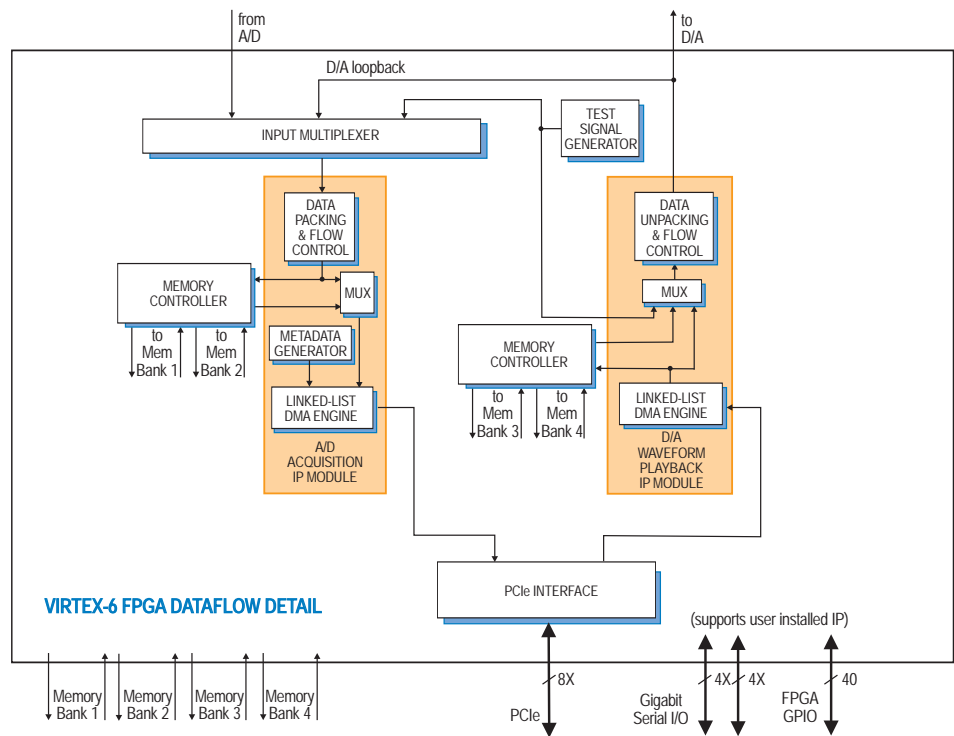 from
A/D
to
D/A
D/A loopback
INPUT MULTIPLEXER
TEST
SIGNAL
GENERATOR
DATA
PACKING
& FLOW
CONTROL
DATA
UNPACKING
& FLOW
CONTROL
MEMORY
CONTROLLER
MUX
MUX
to
Mem
Bank 1
to
Mem
Bank 2
METADATA
GENERATOR
MEMORY
CONTROLLER
LINKED-LIST
DMA ENGINE
LINKED-LIST
DMA ENGINE
to
Mem
Bank 3
to
Mem
Bank 4
A/D
ACQUISITION
IP MODULE
D/A
WAVEFORM
PLAYBACK
IP MODULE
PCIe INTERFACE
VIRTEX-6 FPGA DATAFLOW DETAIL
(supports user installed IP)
Memory
Bank 1
Memory
Bank 2
Memory
Bank 3
Memory
Bank 4
8X
PCIe
4X
4X
Gigabit
Serial I/O
40
FPGA
GPIO